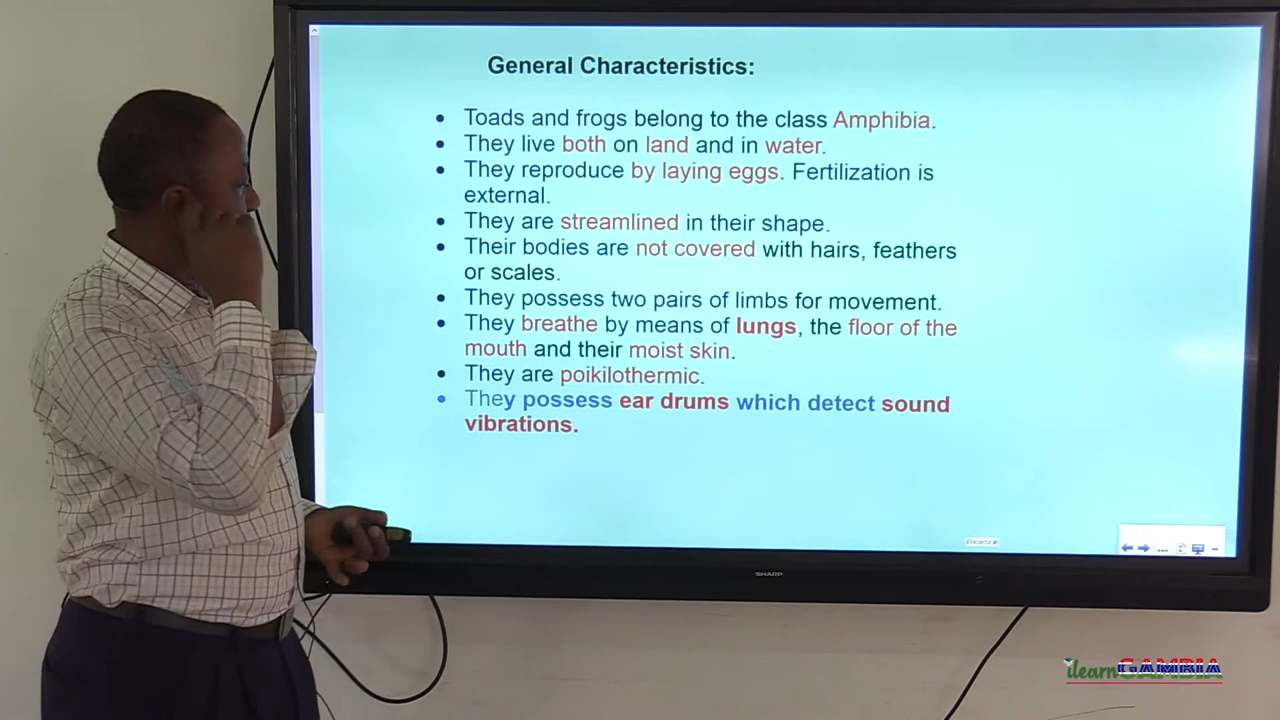 General Characteristics:
• Toads and frogs belong to the class Amphibia.
• They live both on land and in water.
• They reproduce by laying eggs. Fertilization is
external.
• They are streamlined in their shape.
• Their bodies are not covered with hairs, feathers
or scales.
• They possess two pairs of limbs for movement.
• They breathe by means of lungs, the floor of the
mouth and their moist skin.
• They are poikilothermic.
• They possess ear drums which detect sound
vibrations.
Encarta
SHARP
ilearnGAMBIA